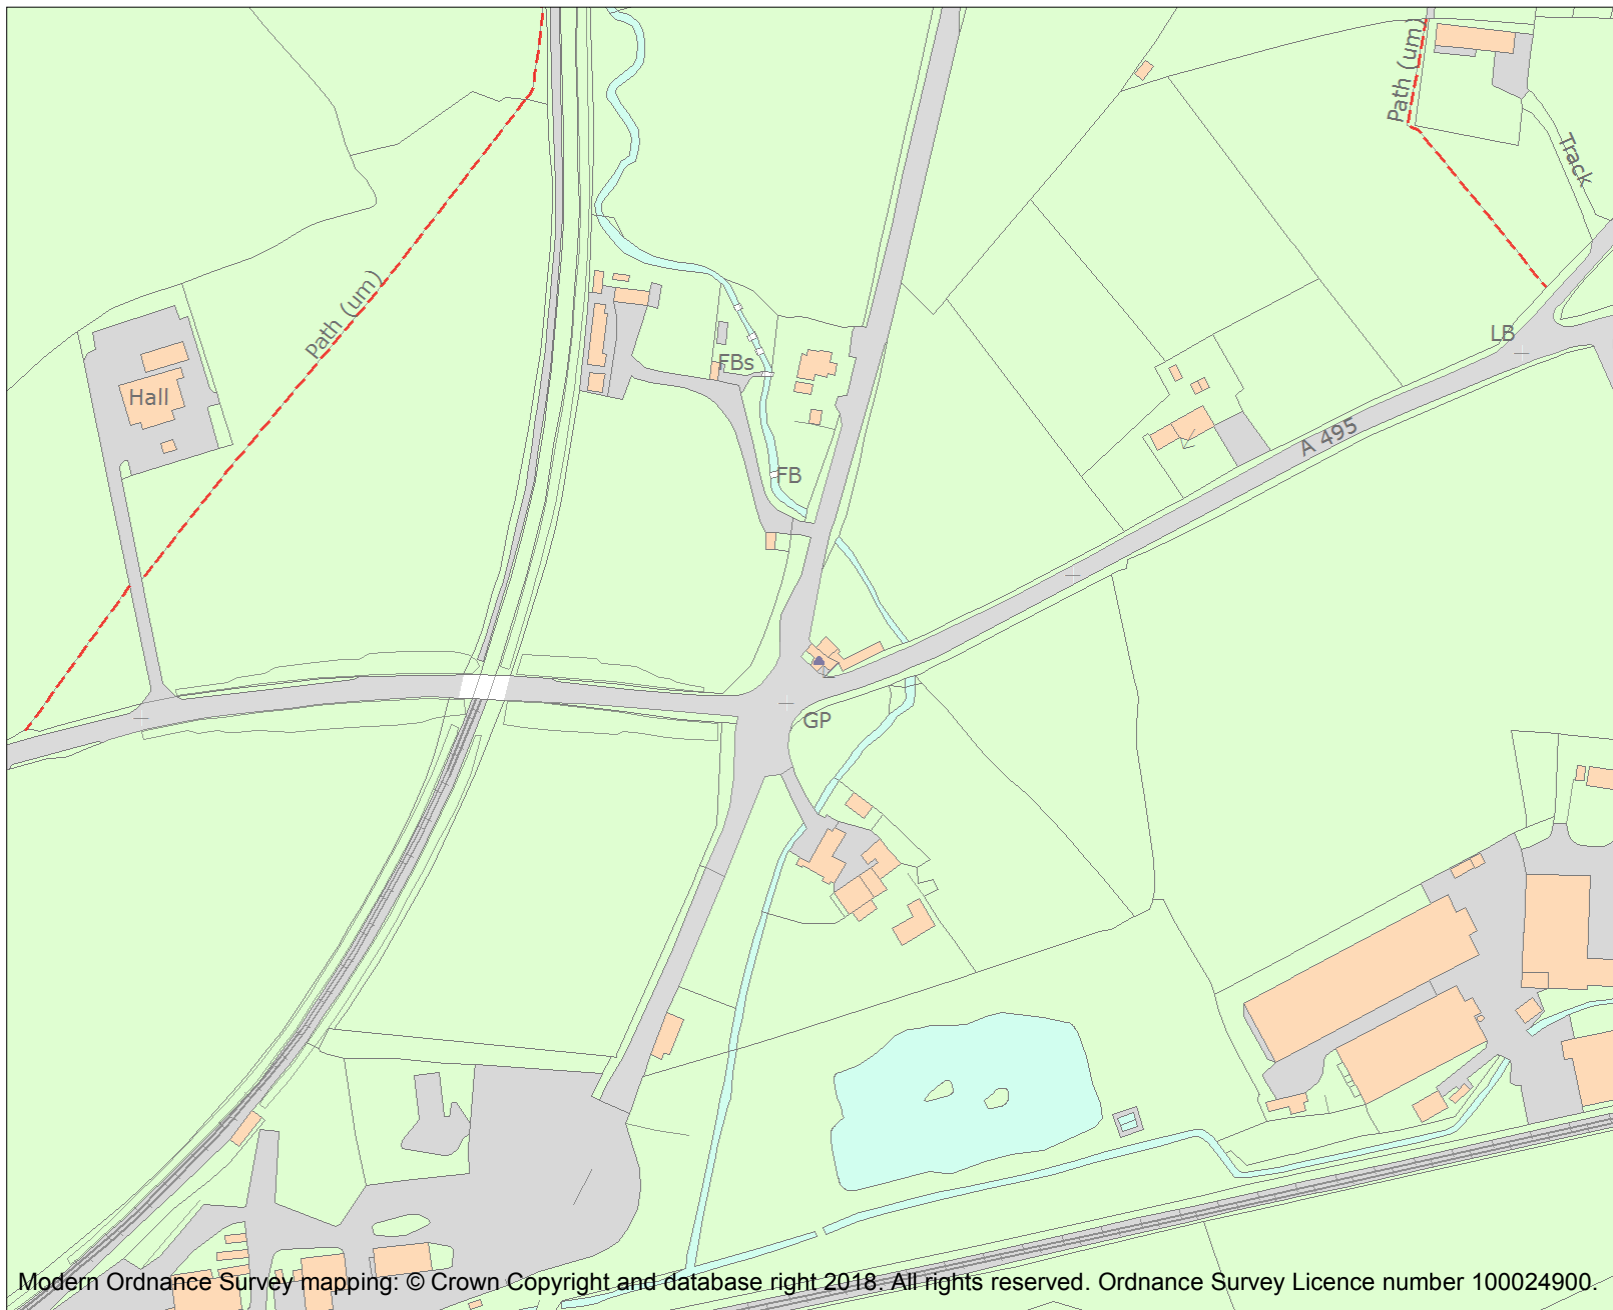 Path (um)
Track
Path (um)
LB
FBs
Hall
A 495
FB
GP
Modern Ordnance Survey mapping: © Crown Copyright and database right 2018. All rights reserved. Ordnance Survey Licence number 100024900.